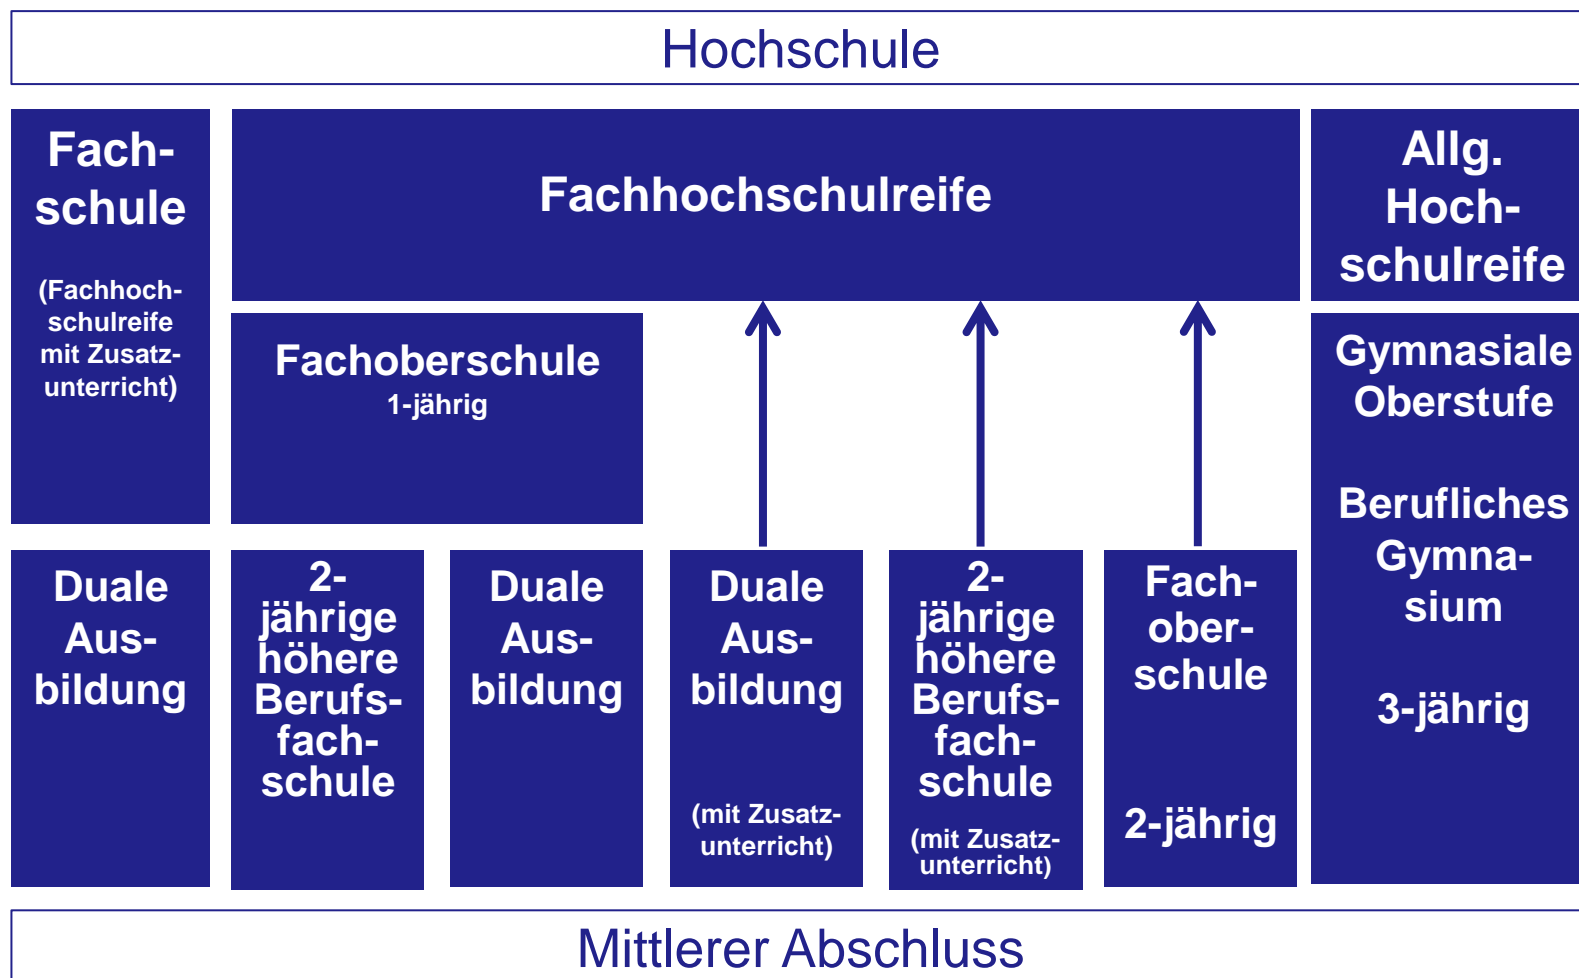 Hochschule
Fach-
schule
(Fachhoch-
schulreife
mit Zusatz-
unterricht)
Fachhochschulreife
Allg.
Hoch-
schulreife
Fachoberschule
1-jährig
Gymnasiale
Oberstufe
Berufliches
Gymna-
sium
3-jährig
Duale
Aus-
bildung
2-
jährige
höhere
Berufs-
fach-
schule
Duale
Aus-
bildung
Duale
Aus-
bildung
(mit Zusatz-
unterricht)
2-
jährige
höhere
Berufs-
fach-
schule
(mit Zusatz-
unterricht)
Fach-
ober-
schule
2-jährig
Mittlerer Abschluss